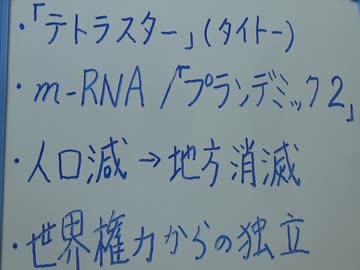 ・「テトラスター」(タイトー)
・m-RNA /「プランデミック2」
・人口減→地方消滅
・世界権力からの独立